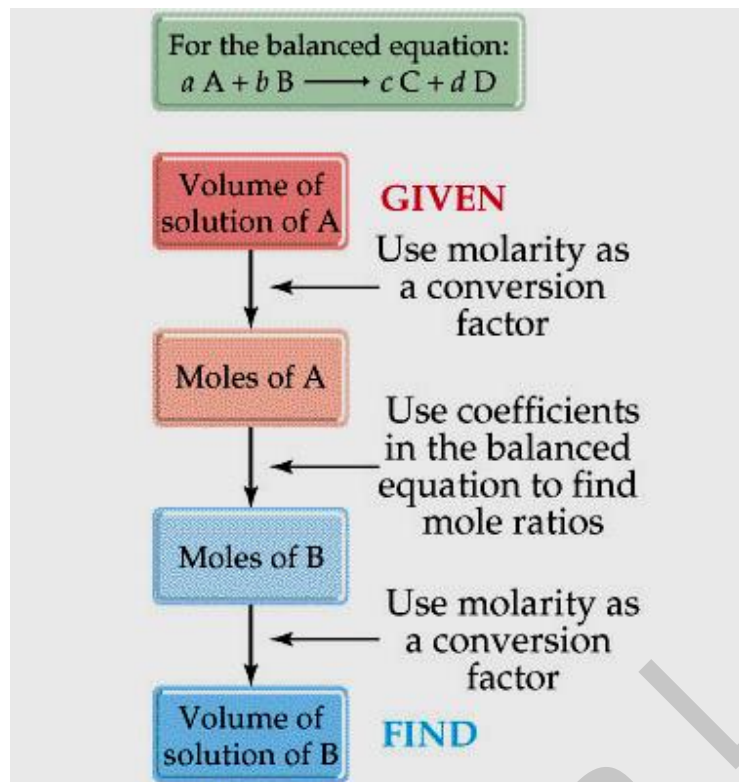 For the balanced equation:
a A + b B ⟶ c C + d D
Volume of
solution of A
GIVEN
Use molarity as
a conversion
factor
Moles of A
Use coefficients
in the balanced
equation to find
mole ratios
Moles of B
Use molarity as
a conversion
factor
Volume of
solution of B
FIND